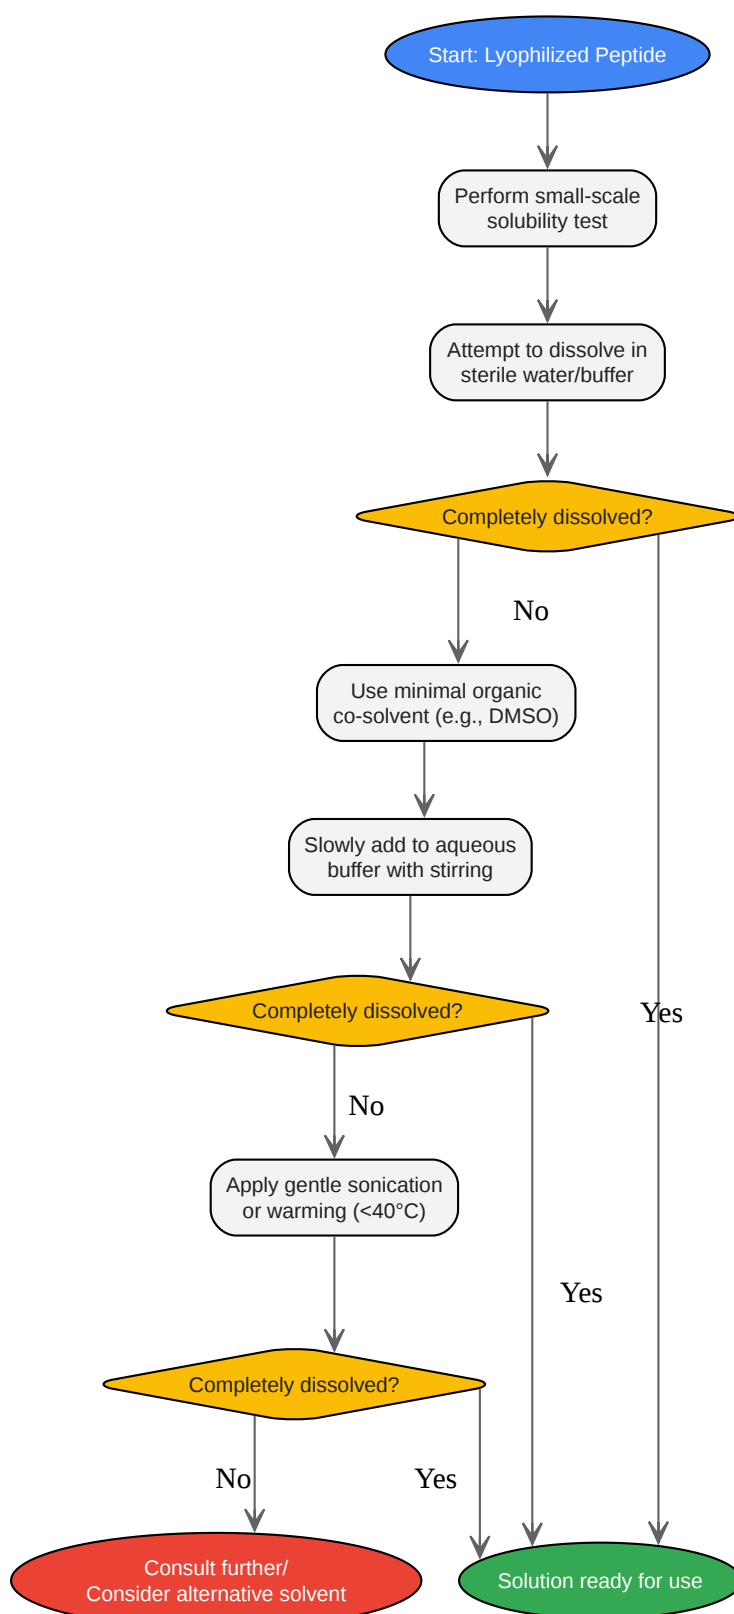 Start: Lyophilized Peptide
Perform small-scale
solubility test
Attempt to dissolve in
sterile water/buffer
Completely dissolved?
No
Use minimal organic
co-solvent (e.g., DMSO)
Slowly add to aqueous
buffer with stirring
Completely dissolved?
Yes
No
Apply gentle sonication
or warming (<40°C)
Yes
Completely dissolved?
No
Yes
Consult further/
Consider alternative solvent
Solution ready for use